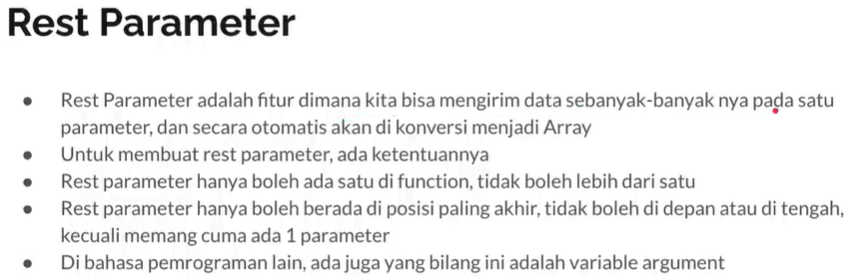 Rest Parameter
● Rest Parameter adalah fitur dimana kita bisa mengirim data sebanyak-banyak nya pada satu
parameter, dan secara otomatis akan di konversi menjadi Array
● Untuk membuat rest parameter, ada ketentuannya
● Rest parameter hanya boleh ada satu di function, tidak boleh lebih dari satu
● Rest parameter hanya boleh berada di posisi paling akhir, tidak boleh di depan atau di tengah,
kecuali memang cuma ada 1 parameter
● Di bahasa pemrograman lain, ada juga yang bilang ini adalah variable argument